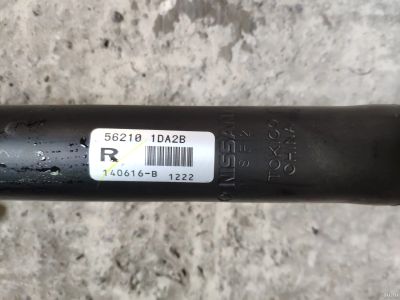 56210 1DA2B
R
140616-B 1222
NISSAN
TOKICO
CHINA